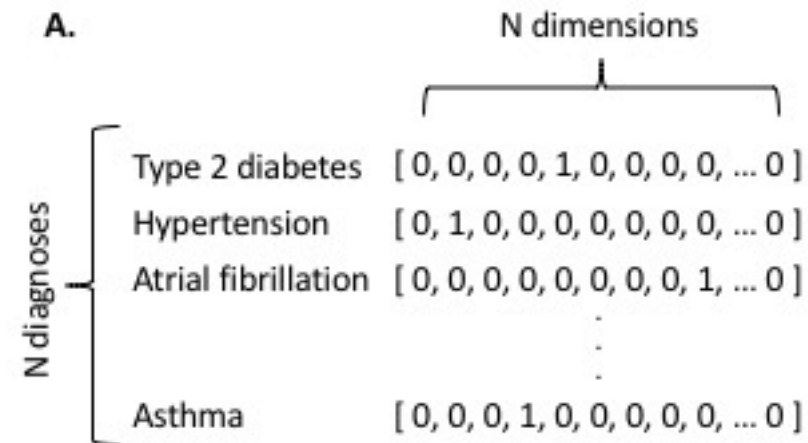 A.
N dimensions
N diagnoses
Type 2 diabetes [ 0, 0, 0, 0, 1, 0, 0, 0, 0, ... 0 ]
Hypertension [ 0, 1, 0, 0, 0, 0, 0, 0, 0, ... 0 ]
Atrial fibrillation [ 0, 0, 0, 0, 0, 0, 0, 0, 1, ... 0 ]
Asthma [ 0, 0, 0, 1, 0, 0, 0, 0, 0, ... 0 ]